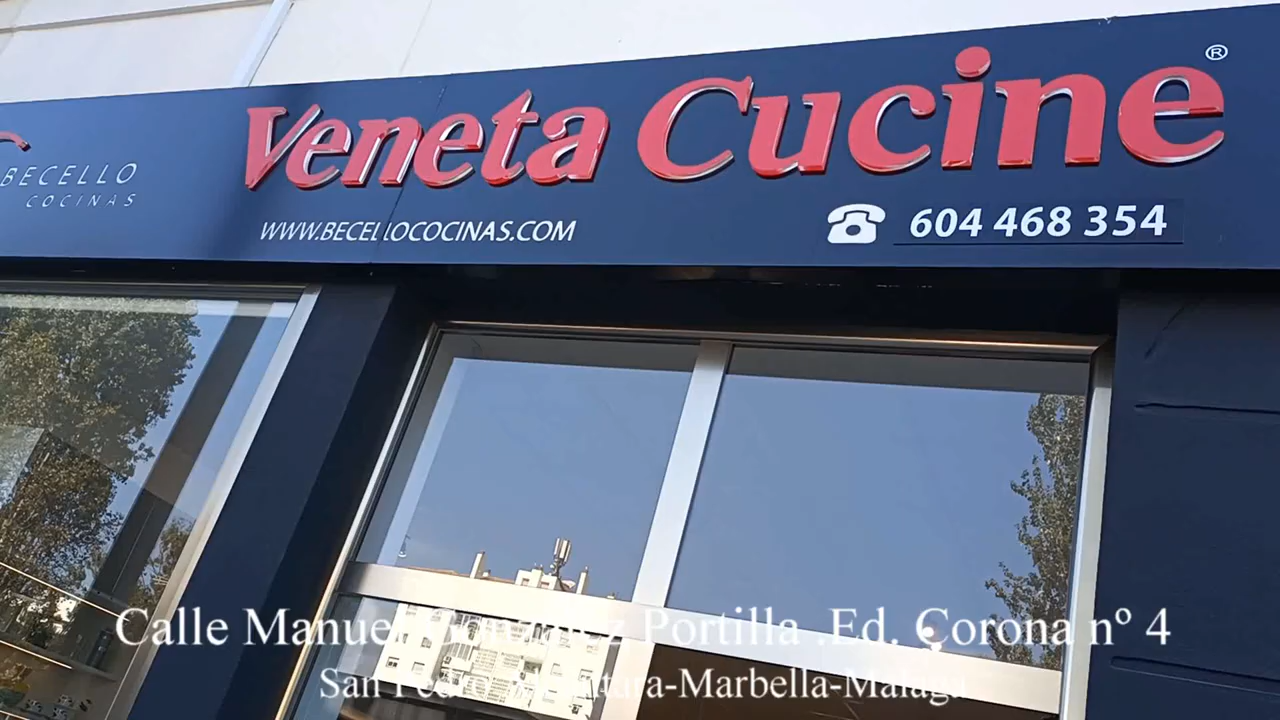 Veneta Cucine®
BECELLO
COCINAS
WWW.BECELLOCOCINAS.COM
604 468 354
Calle Manuel Portilla .Ed. Corona nº 4
San Pedro -Marbella-Malaga